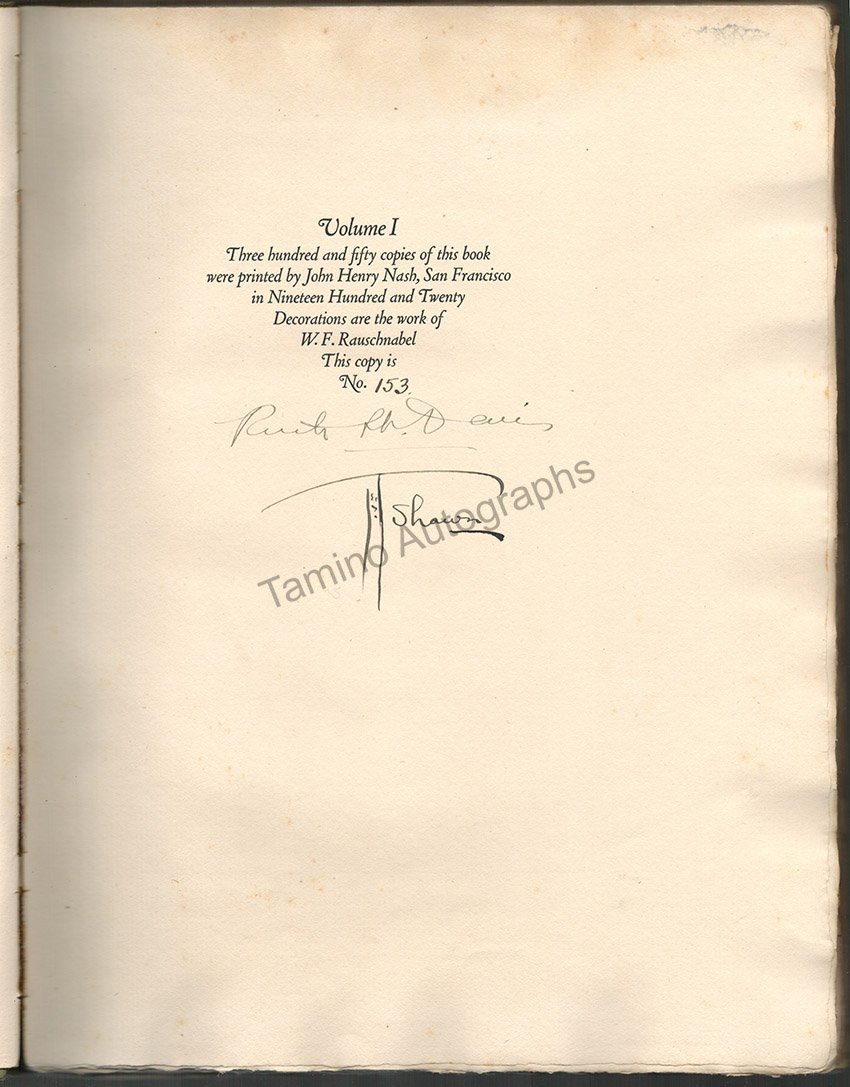 Volume I
Three hundred and fifty copies of this book
were printed by John Henry Nash, San Francisco
in Nineteen Hundred and Twenty
Decorations are the work of
W. F. Rauschnabel
This copy is
No. 153.
Ruth St. Denis
Shawn
Tamino Autographs